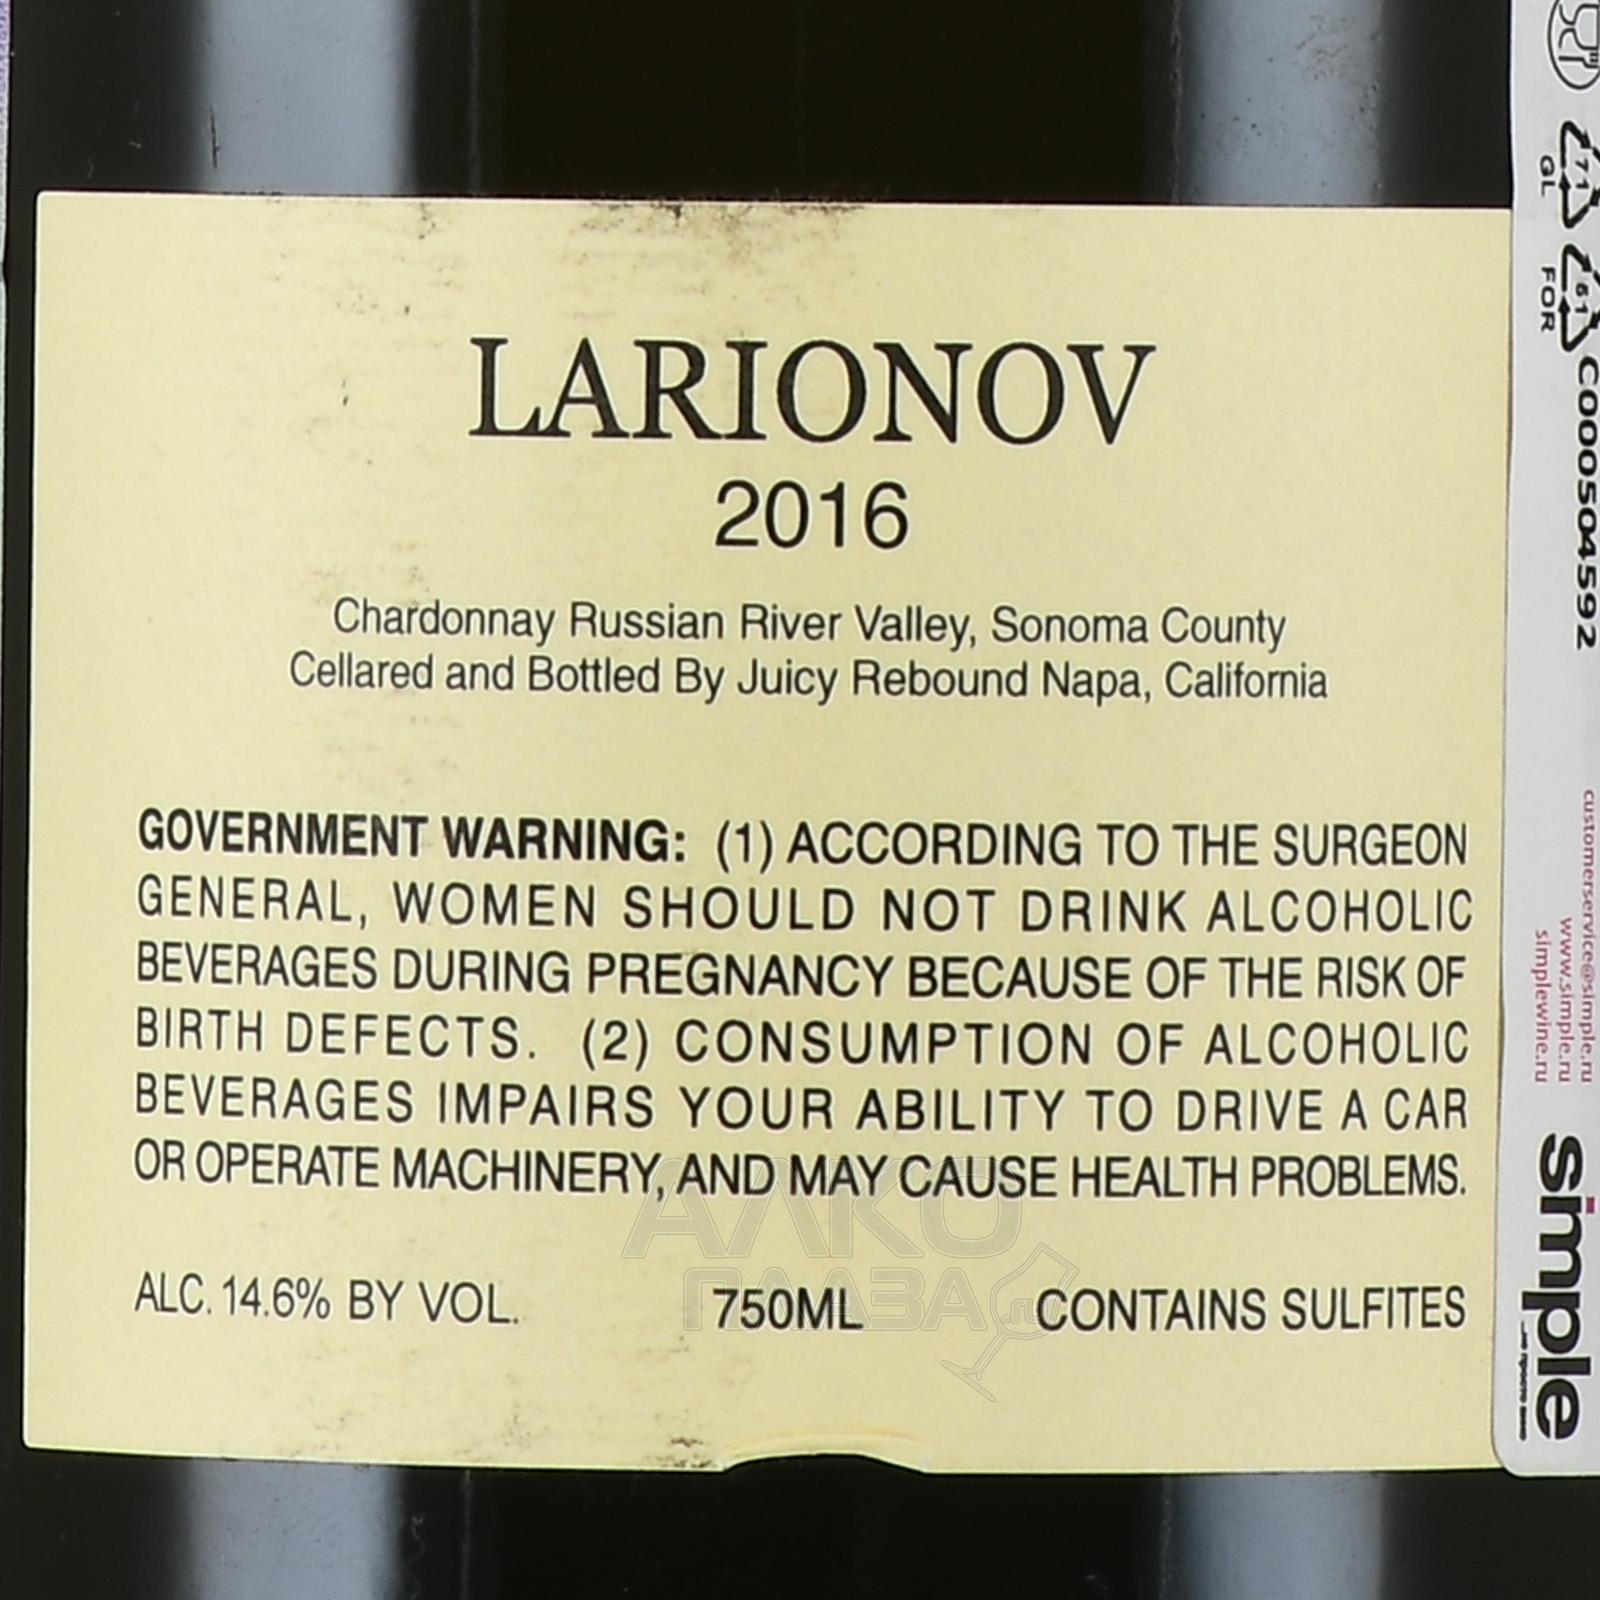 LARIONOV
2016
Chardonnay Russian River Valley, Sonoma County
Cellared and Bottled By Juicy Rebound Napa, California
GOVERNMENT WARNING: (1) ACCORDING TO THE SURGEON
GENERAL, WOMEN SHOULD NOT DRINK ALCOHOLIC
BEVERAGES DURING PREGNANCY BECAUSE OF THE RISK OF
BIRTH DEFECTS. (2) CONSUMPTION OF ALCOHOLIC
BEVERAGES IMPAIRS YOUR ABILITY TO DRIVE A CAR
OR OPERATE MACHINERY, AND MAY CAUSE HEALTH PROBLEMS.
ALC. 14.6% BY VOL. 750ML CONTAINS SULFITES
АЛКО
ПЛАЗА
.ru
71
GL
61
FOR
C000504592
customerservice@simple.ru
www.simple.ru
simplewine.ru
simple